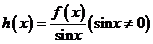 h(x) = f(x)/sinx (sinx≠0)